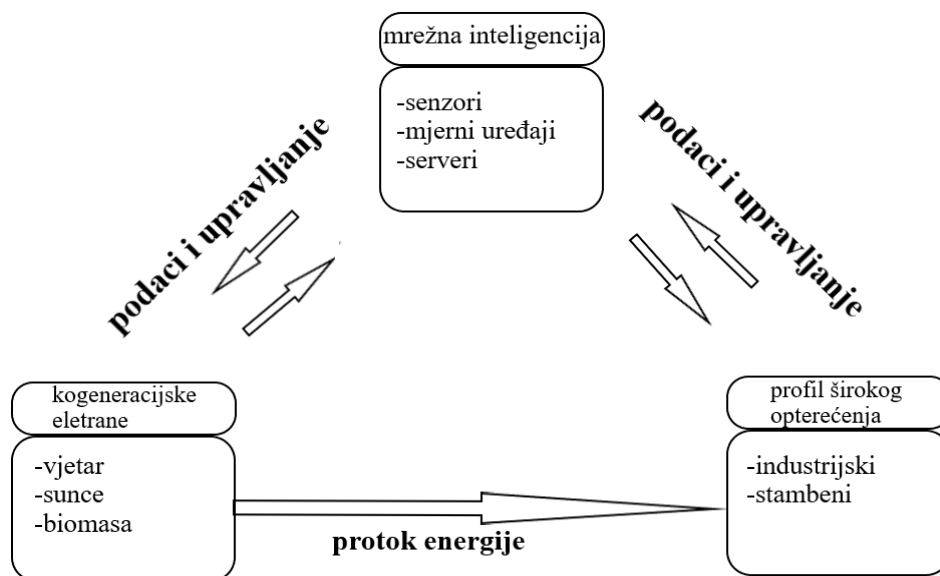 mrežna inteligencija
-senzori
-mjerni uređaji
-serveri
podaci i upravljanje
podaci i upravljanje
kogeneracijske
eletrane
-vjetar
-sunce
-biomasa
profil širokog
opterećenja
-industrijski
-stambeni
protok energije